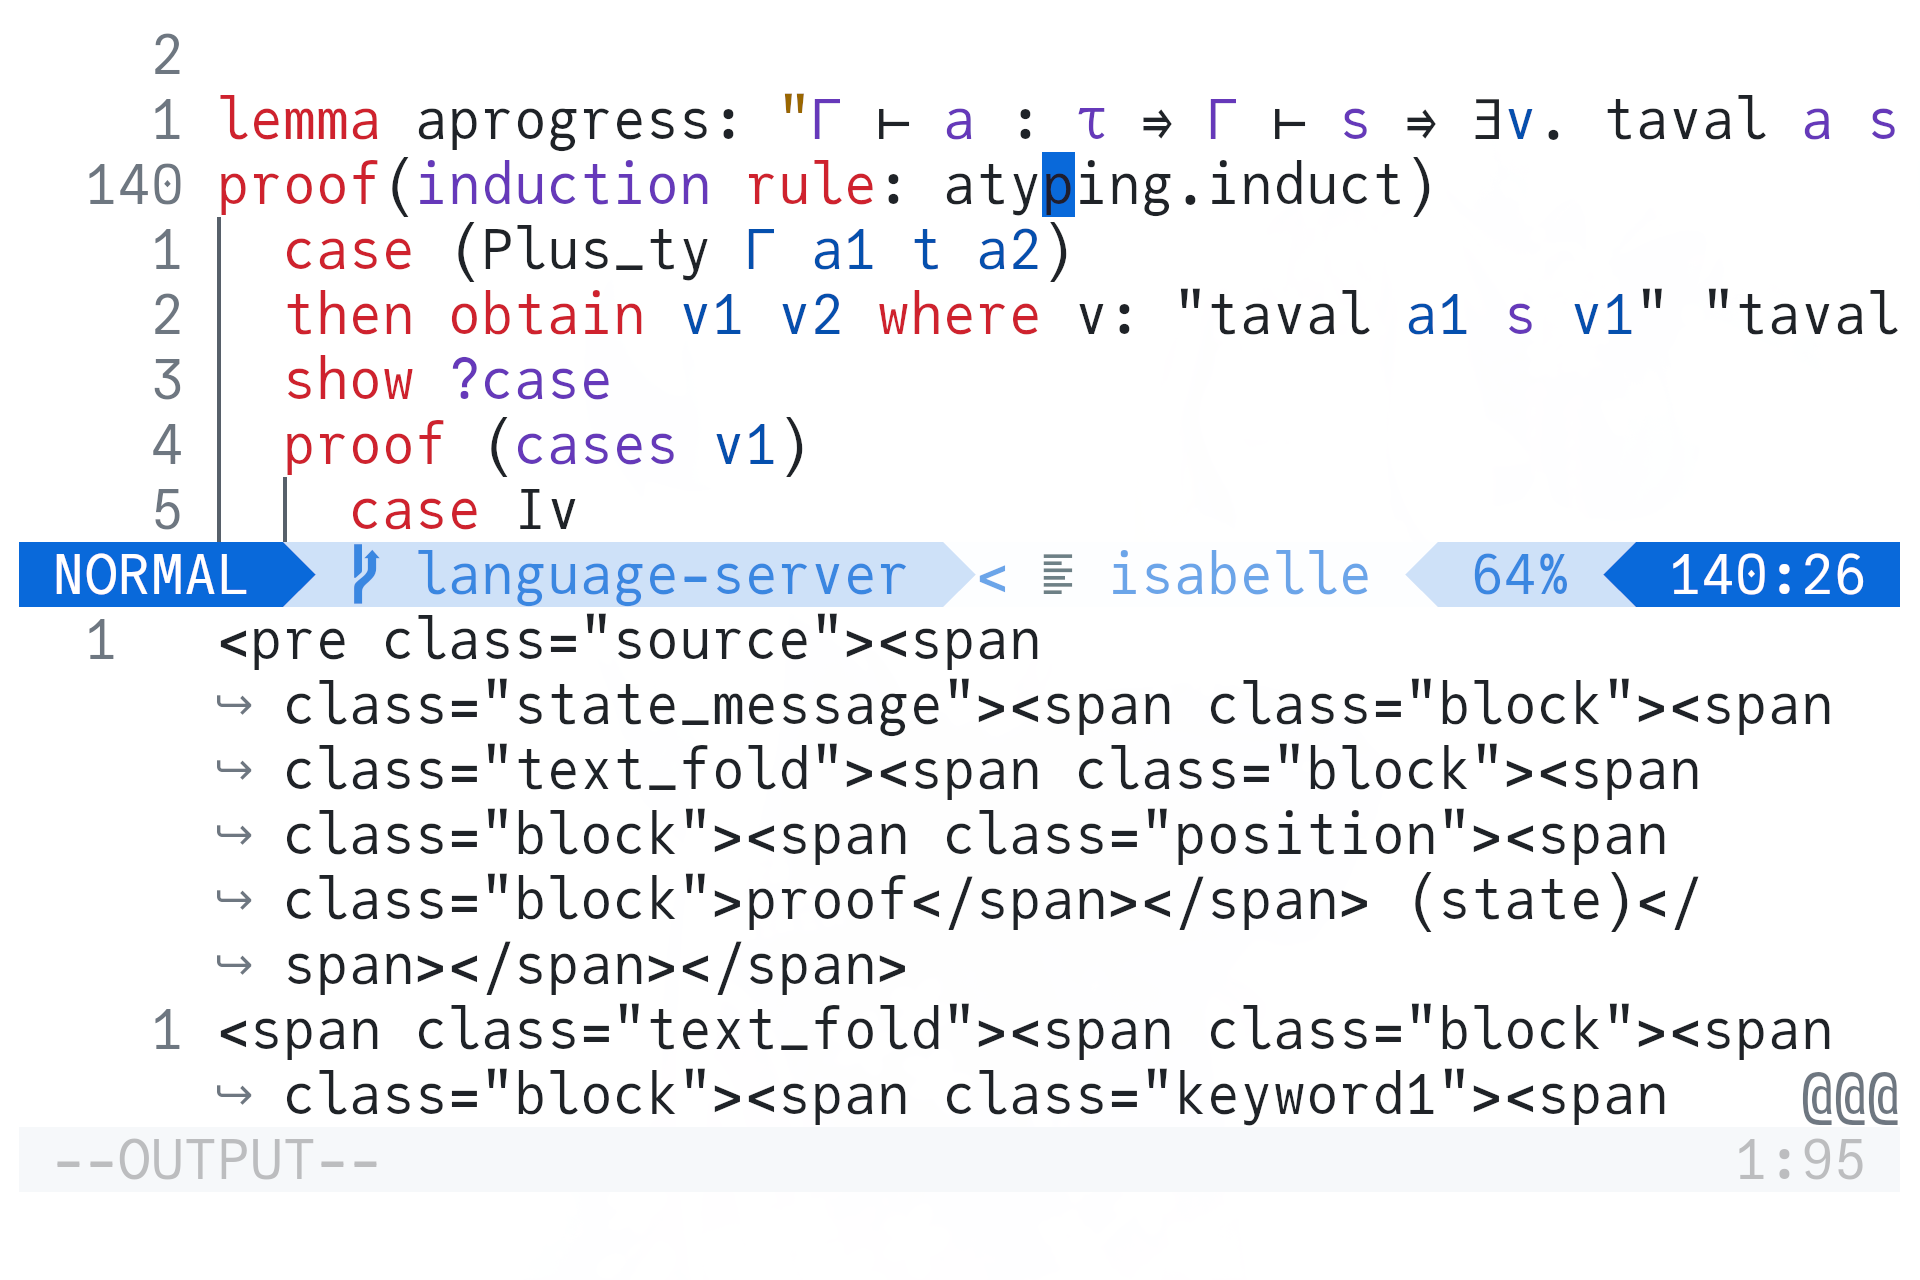 2
1 lemma aprogress: "Γ ⊢ a : τ ⇒ Γ ⊢ s ⇒ ∃v. taval a s
140 proof(induction rule: atyping.induct)
1 case (Plus_ty Γ a1 t a2)
2 then obtain v1 v2 where v: "taval a1 s v1" "taval
3 show ?case
4 proof (cases v1)
5 case Iv
NORMAL language-server < isabelle 64% 140:26
1 <pre class="source"><span
↪ class="state_message"><span class="block"><span
↪ class="text_fold"><span class="block"><span
↪ class="block"><span class="position"><span
↪ class="block">proof</span></span> (state)</
↪ span></span></span>
1 <span class="text_fold"><span class="block"><span
↪ class="block"><span class="keyword1"><span @@@
--OUTPUT-- 1:95